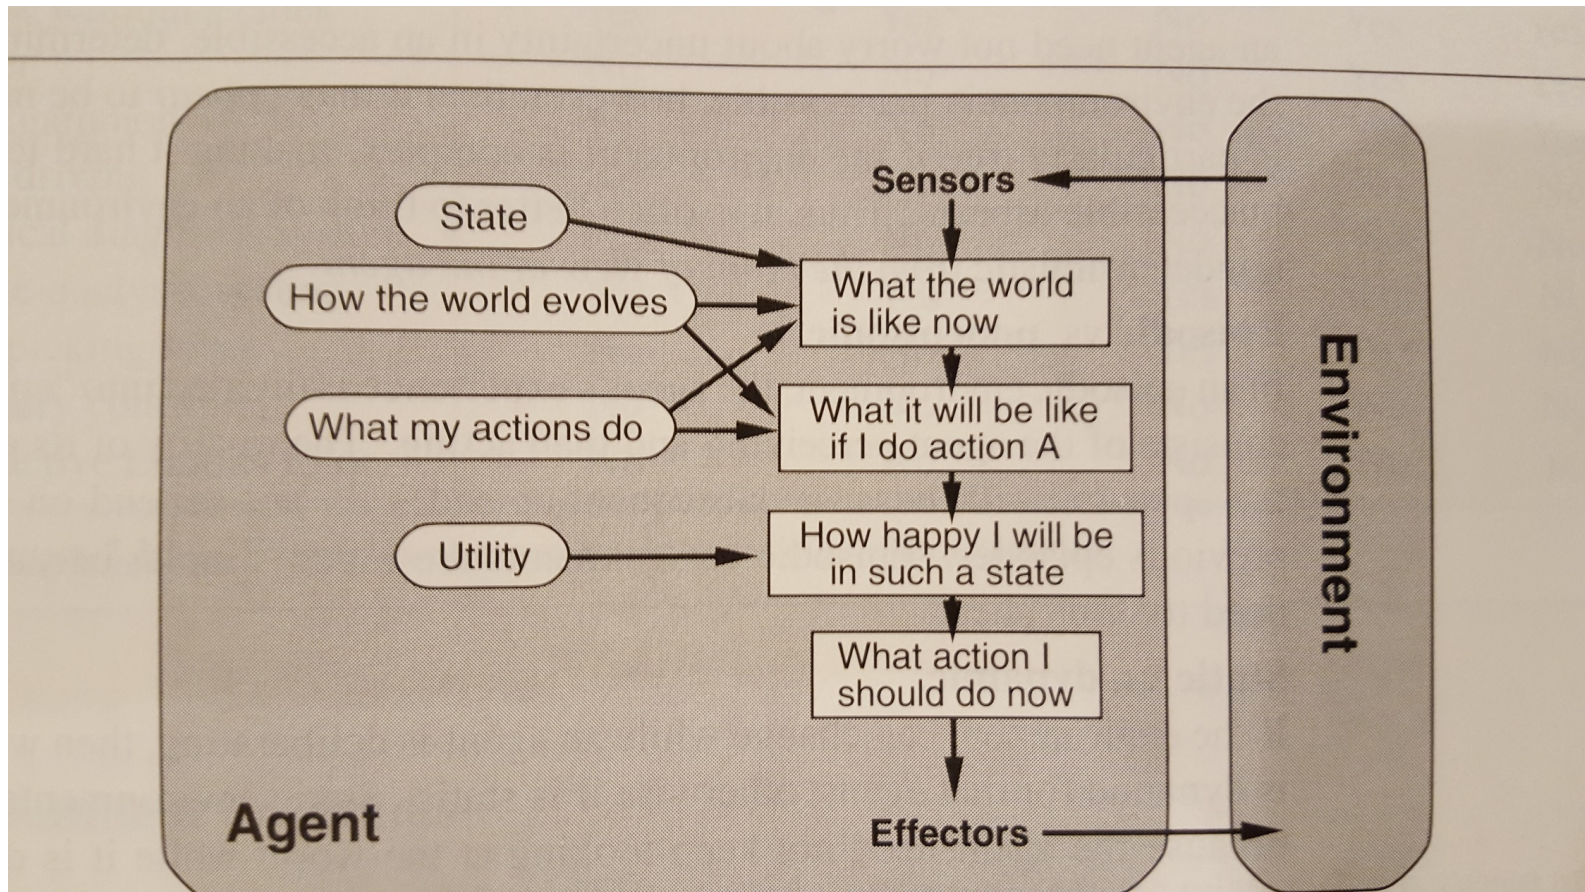 Sensors
State
What the world
is like now
How the world evolves
What my actions do
What it will be like
if I do action A
Utility
How happy I will be
in such a state
What action I
should do now
Effectors
Agent
Environment